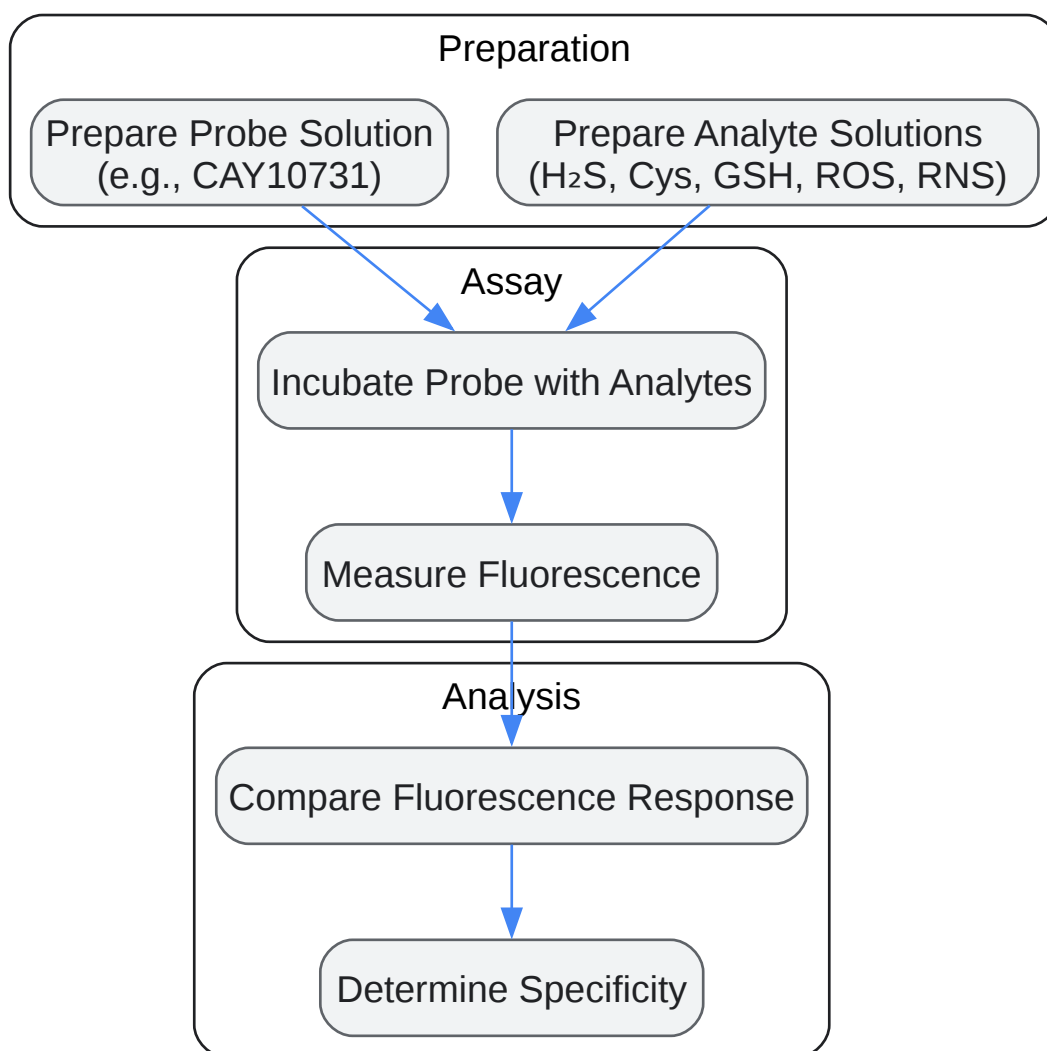 Preparation
Prepare Probe Solution
(e.g., CAY10731)
Prepare Analyte Solutions
(H₂S, Cys, GSH, ROS, RNS)
Assay
Incubate Probe with Analytes
Measure Fluorescence
Analysis
Compare Fluorescence Response
Determine Specificity